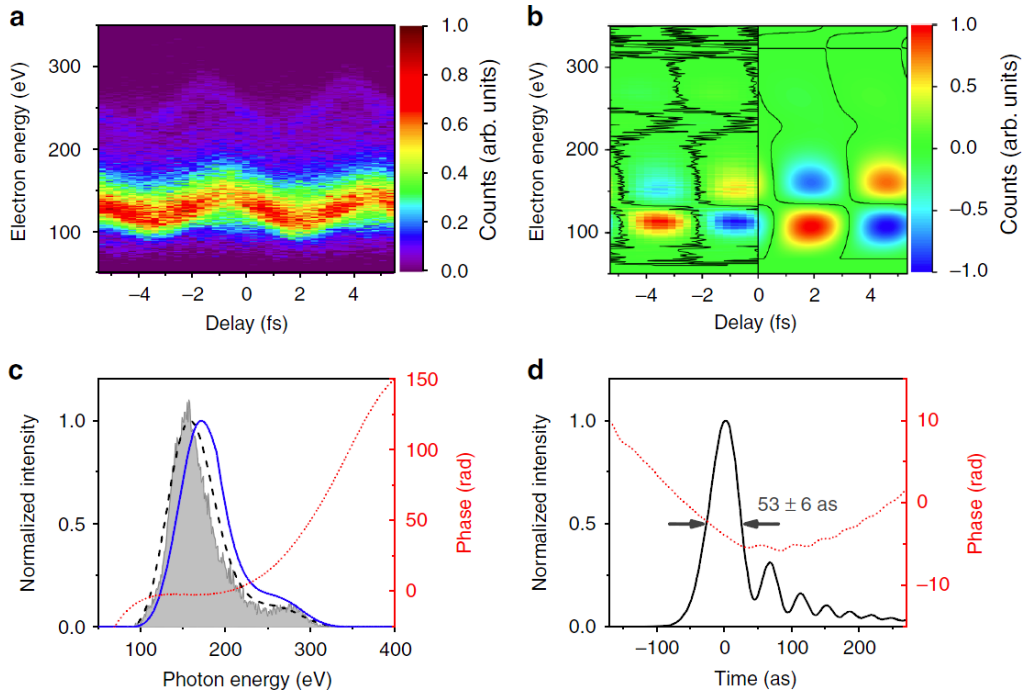 a
b
1.0
0.8
0.6
0.4
0.2
0.0
Counts (arb. units)
300
200
100
Electron energy (eV)
−4 −2 0 2 4
Delay (fs)
1.0
0.5
0.0
−0.5
−1.0
Counts (arb. units)
300
200
100
Electron energy (eV)
−4 −2 0 2 4
Delay (fs)
c
d
1.0
0.5
0.0
Normalized intensity
150
100
50
0
Phase (rad)
100 200 300 400
Photon energy (eV)
1.0
0.5
0.0
Normalized intensity
53 ± 6 as
10
0
−10
Phase (rad)
−100 0 100 200
Time (as)